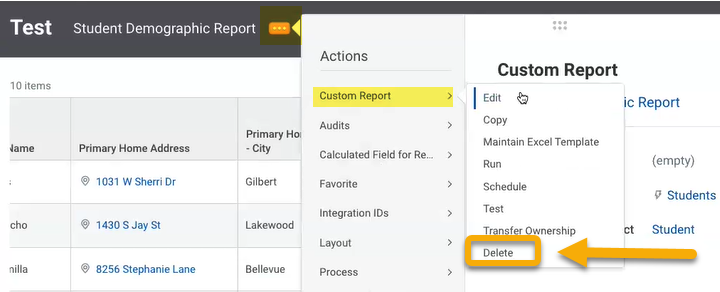 Test Student Demographic Report
10 items
Name
Primary Home Address
Primary Ho
- City
1031 W Sherri Dr
Gilbert
cho
1430 S Jay St
Lakewood
nilla
8256 Stephanie Lane
Bellevue
Actions
Custom Report
Audits
Calculated Field for Re...
Favorite
Integration IDs
Layout
Process
Edit
Copy
Maintain Excel Template
Run
Schedule
Test
Transfer Ownership
Delete
Custom Report
ic Report
(empty)
Students
ct Student